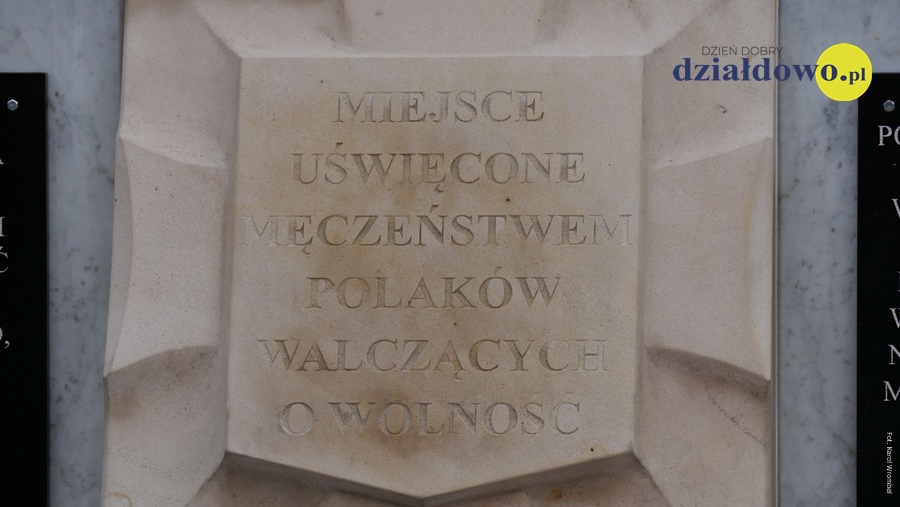 DZIEŃ DOBRY
działdowo.pl
MIEJSCE
UŚWIĘCONE
MĘCZEŃSTWEM
POLAKÓW
WALCZĄCYCH
O WOLNOŚĆ
Fot. Karol Wrombel